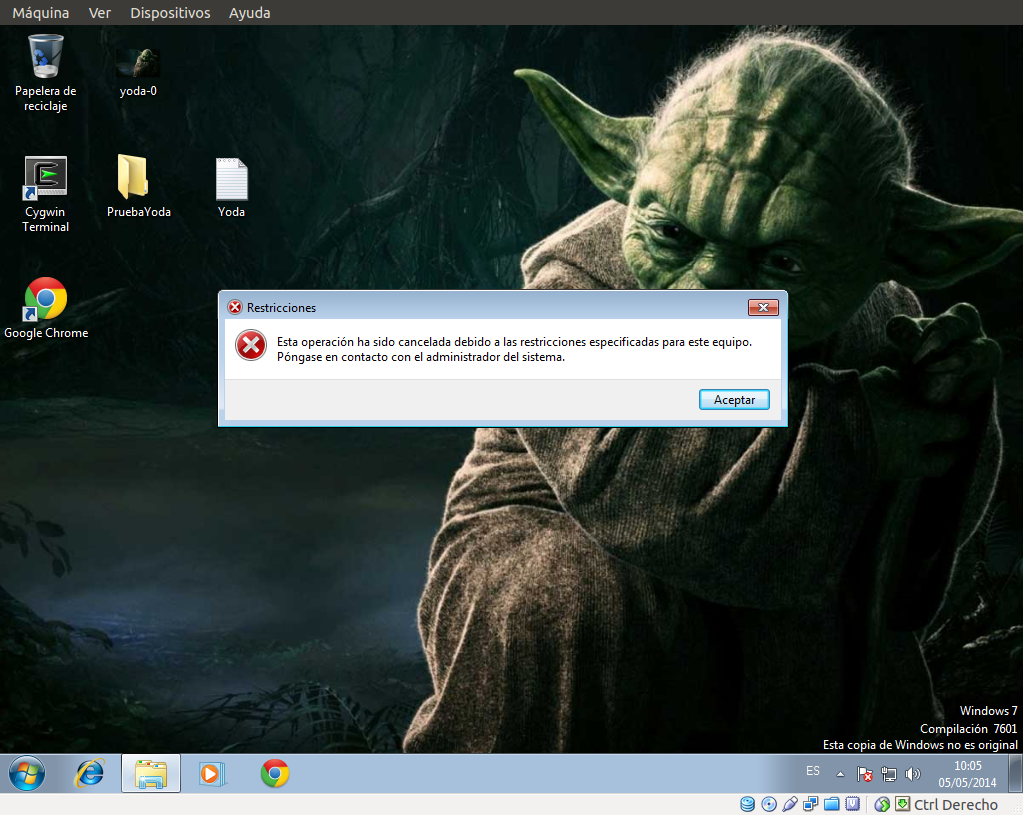 Máquina Ver Dispositivos Ayuda
Papelera de
reciclaje
yoda-0
Cygwin
Terminal
PruebaYoda
Yoda
Google Chrome
Restricciones
Esta operación ha sido cancelada debido a las restricciones especificadas para este equipo.
Póngase en contacto con el administrador del sistema.
Aceptar
Windows 7
Compilación 7601
Esta copia de Windows no es original
ES
10:05
05/05/2014
Ctrl Derecho